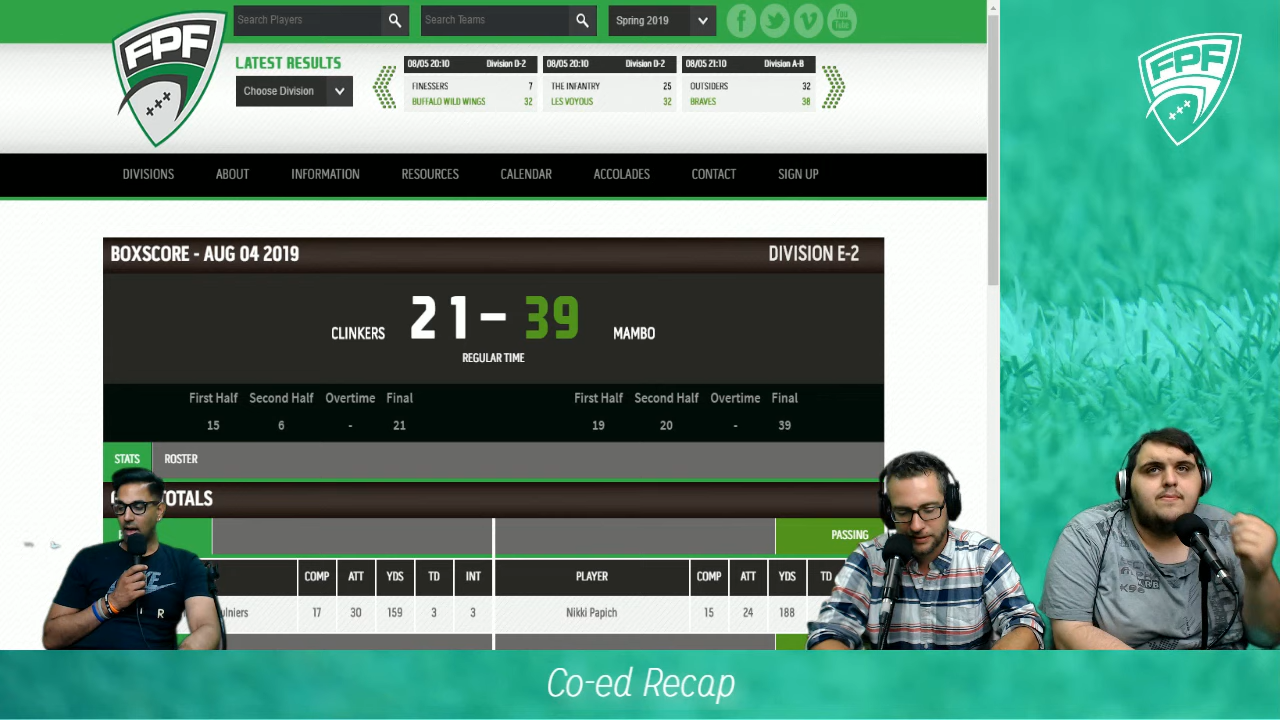 FPF
Search Players
Search Teams
Spring 2019
You
Tube
LATEST RESULTS
Choose Division
08/05 20:10 Division D-2
FINESSERS 7
BUFFALO WILD WINGS 32
08/05 20:10 Division D-2
THE INFANTRY 25
LES VOYOUS 32
08/05 21:10 Division A-B
OUTSIDERS 32
BRAVES 38
FPF
DIVISIONS ABOUT INFORMATION RESOURCES CALENDAR ACCOLADES CONTACT SIGN UP
BOXSCORE - AUG 04 2019 DIVISION E-2
CLINKERS 21 - 39 MAMBO
REGULAR TIME
First Half Second Half Overtime Final First Half Second Half Overtime Final
15 6 - 21 19 20 - 39
STATS ROSTER
TOTALS
PASSING
COMP ATT YDS TD INT PLAYER COMP ATT YDS TD
17 30 159 3 3 Nikki Papich 15 24 188
Co-ed Recap